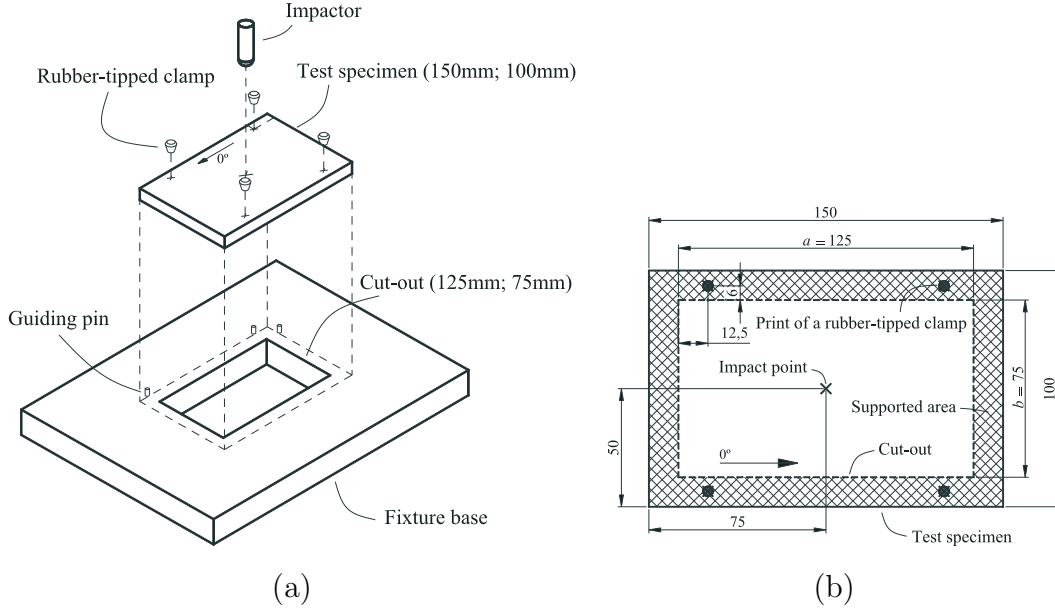 Impactor
Rubber-tipped clamp
Test specimen (150mm; 100mm)
0º
Cut-out (125mm; 75mm)
Guiding pin
Fixture base
(a)
150
a = 125
6
Print of a rubber-tipped clamp
12,5
Impact point
Supported area
b = 75
100
50
0º
Cut-out
75
Test specimen
(b)